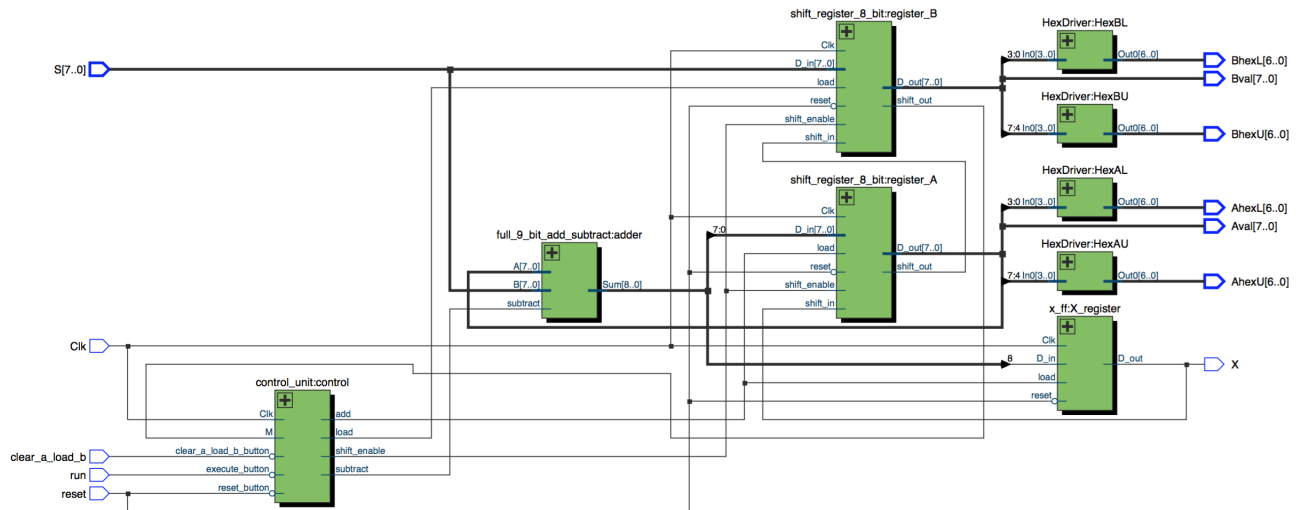 shift_register_8_bit:register_B
Clk
D_in[7..0]
load
reset
shift_enable
shift_in
D_out[7..0]
shift_out
HexDriver:HexBL
3:0 In0[3..0]
Out0[6..0]
HexDriver:HexBU
7:4 In0[3..0]
Out0[6..0]
S[7..0]
BhexL[6..0]
Bval[7..0]
BhexU[6..0]
shift_register_8_bit:register_A
Clk
7:0
D_in[7..0]
load
reset
shift_enable
shift_in
D_out[7..0]
shift_out
HexDriver:HexAL
3:0 In0[3..0]
Out0[6..0]
HexDriver:HexAU
7:4 In0[3..0]
Out0[6..0]
AhexL[6..0]
Aval[7..0]
AhexU[6..0]
full_9_bit_add_subtract:adder
A[7..0]
B[7..0]
subtract
Sum[8..0]
x_ff:X_register
Clk
8
D_in
load
reset
D_out
X
Clk
control_unit:control
Clk
M
clear_a_load_b_button
execute_button
reset_button
add
load
shift_enable
subtract
clear_a_load_b
run
reset